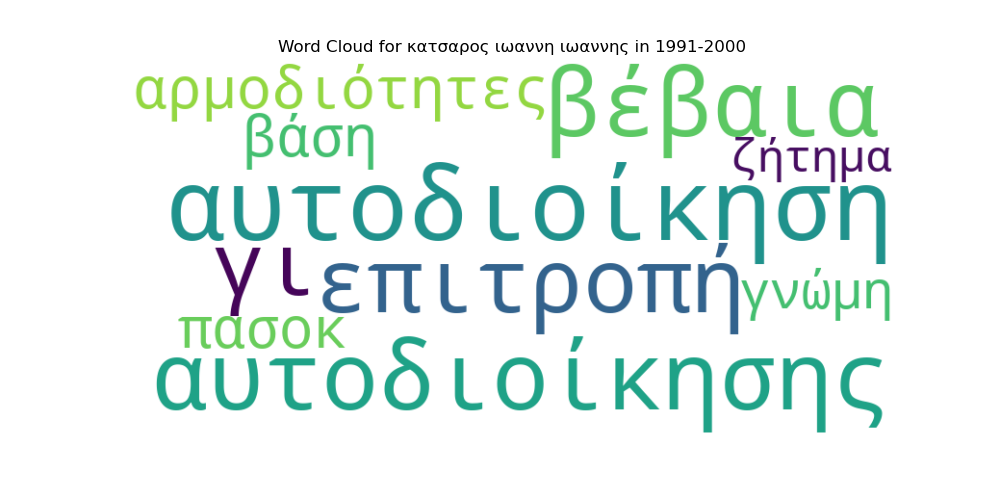 Word Cloud for κατσαρος ιωαννη ιωαννης in 1991-2000
αρμοδιότητες βέβαια
βάση ζήτημα
αυτοδιοίκηση
γι επιτροπή γνώμη
πασοκ
αυτοδιοίκησης